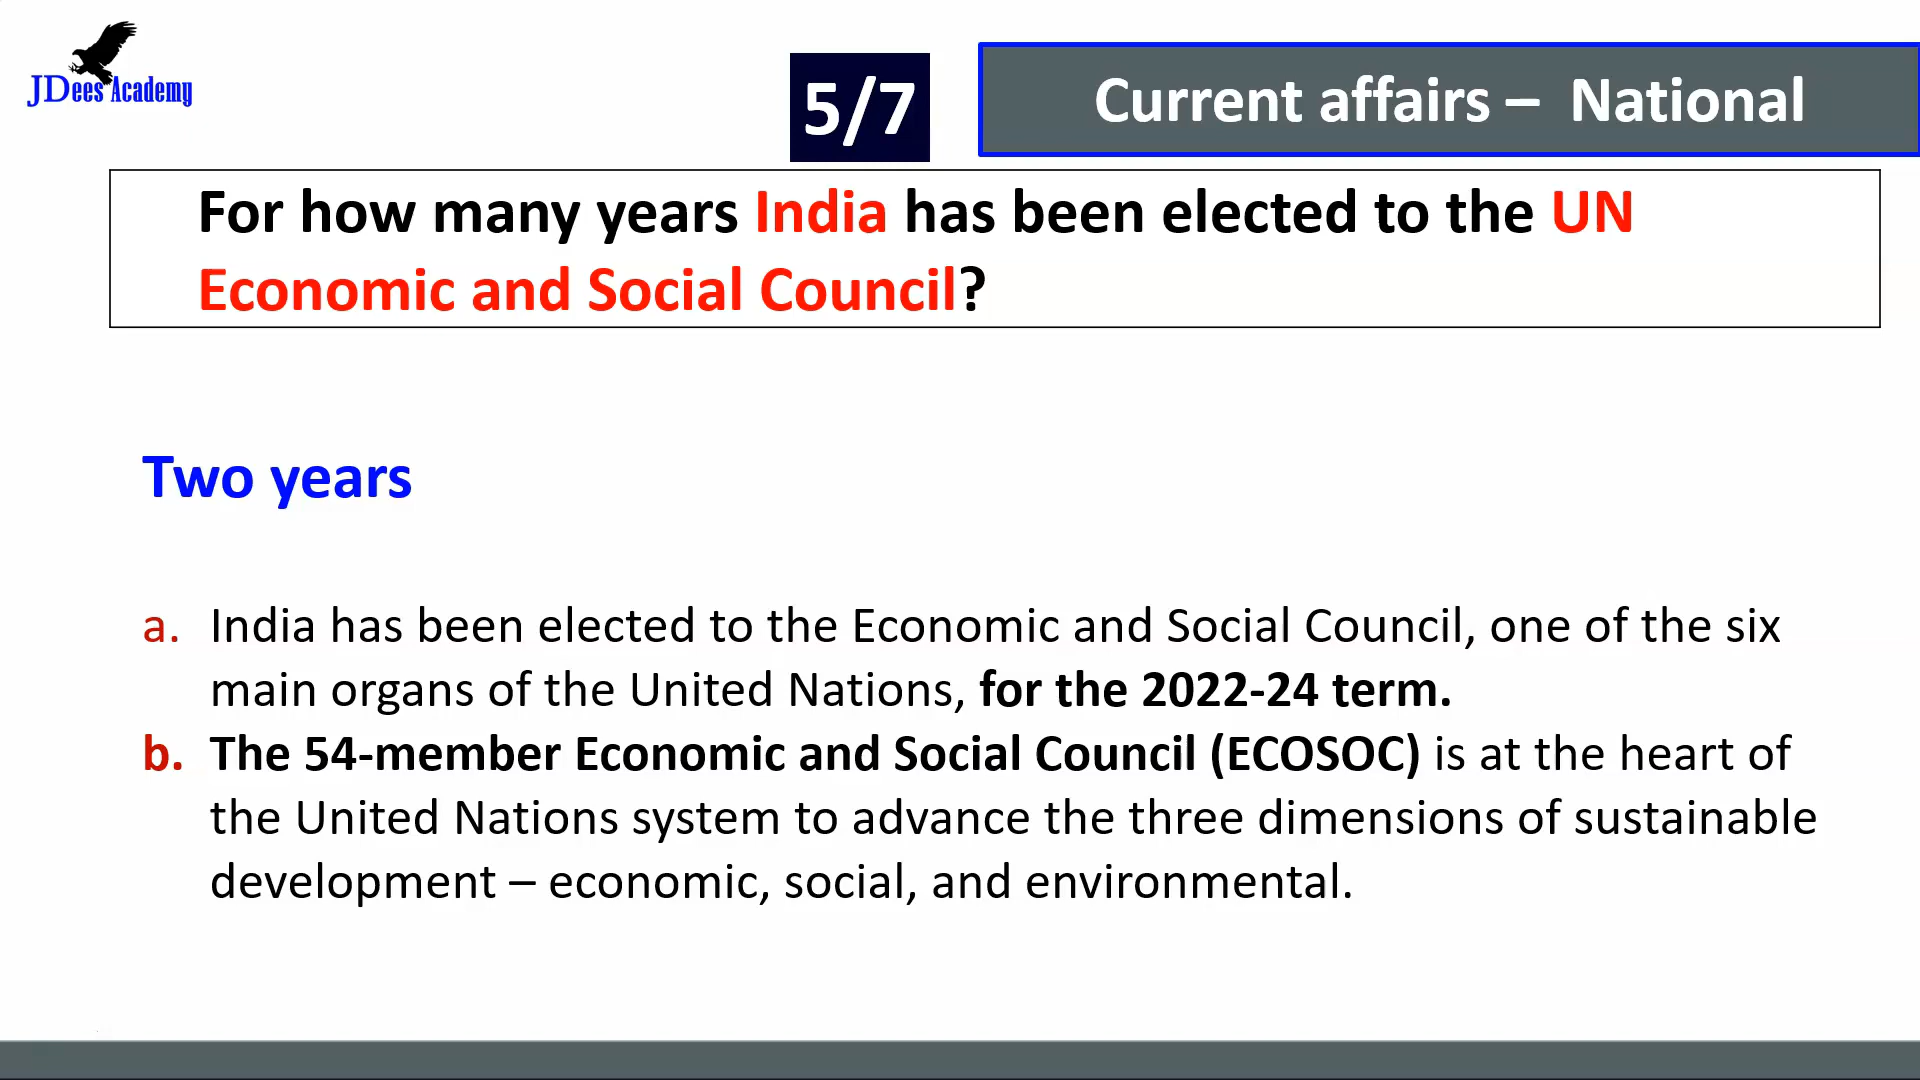 JDees Academy
5/7
Current affairs – National
For how many years India has been elected to the UN
Economic and Social Council?
Two years
a. India has been elected to the Economic and Social Council, one of the six
main organs of the United Nations, for the 2022-24 term.
b. The 54-member Economic and Social Council (ECOSOC) is at the heart of
the United Nations system to advance the three dimensions of sustainable
development – economic, social, and environmental.